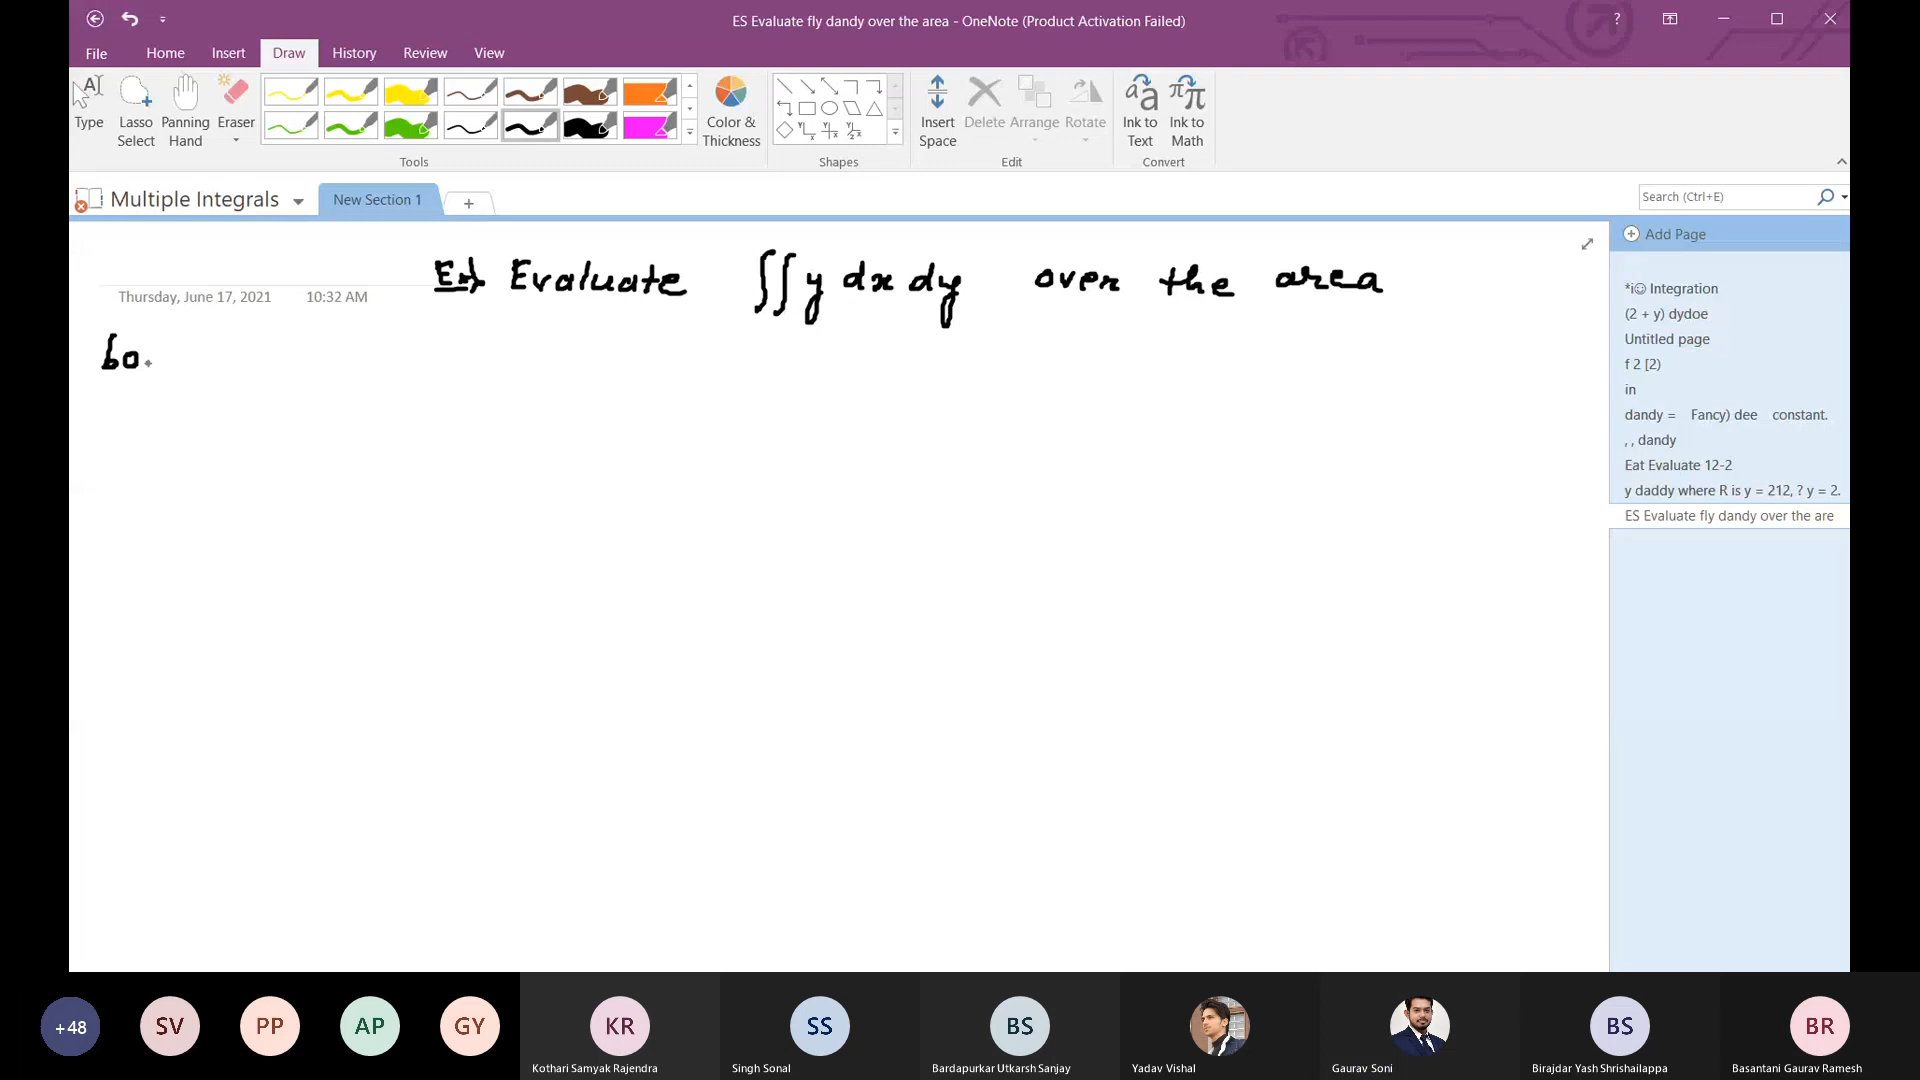 ES Evaluate fly dandy over the area - OneNote (Product Activation Failed)
?
File Home Insert Draw History Review View
Type
Lasso Select
Panning Hand
Eraser
Color & Thickness
Insert Space
Delete
Arrange
Rotate
Ink to Text
Ink to Math
Tools
Shapes
Edit
Convert
Multiple Integrals
New Section 1
+
Search (Ctrl+E)
Add Page
Ex) Evaluate ∫∫ y dx dy over the area
Thursday, June 17, 2021 10:32 AM
bo
*i☺ Integration
(2 + y) dydoe
Untitled page
f 2 [2)
in
dandy = Fancy) dee constant.
, , dandy
Eat Evaluate 12-2
y daddy where R is y = 212, ? y = 2.
ES Evaluate fly dandy over the are
+48
SV
PP
AP
GY
KR
SS
BS
BS
BR
Kothari Samyak Rajendra
Singh Sonal
Bardapurkar Utkarsh Sanjay
Yadav Vishal
Gaurav Soni
Birajdar Yash Shrishailappa
Basantani Gaurav Ramesh